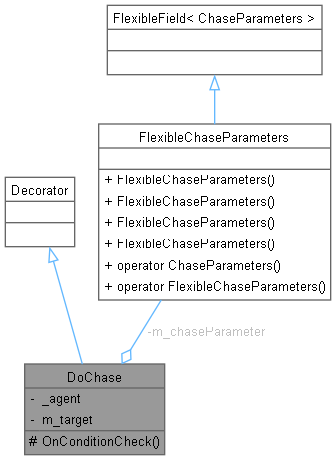 FlexibleField< ChaseParameters >
FlexibleChaseParameters
+ FlexibleChaseParameters()
+ FlexibleChaseParameters()
+ FlexibleChaseParameters()
+ FlexibleChaseParameters()
+ operator ChaseParameters()
+ operator FlexibleChaseParameters()
Decorator
-m_chaseParameter
DoChase
- _agent
- m_target
# OnConditionCheck()